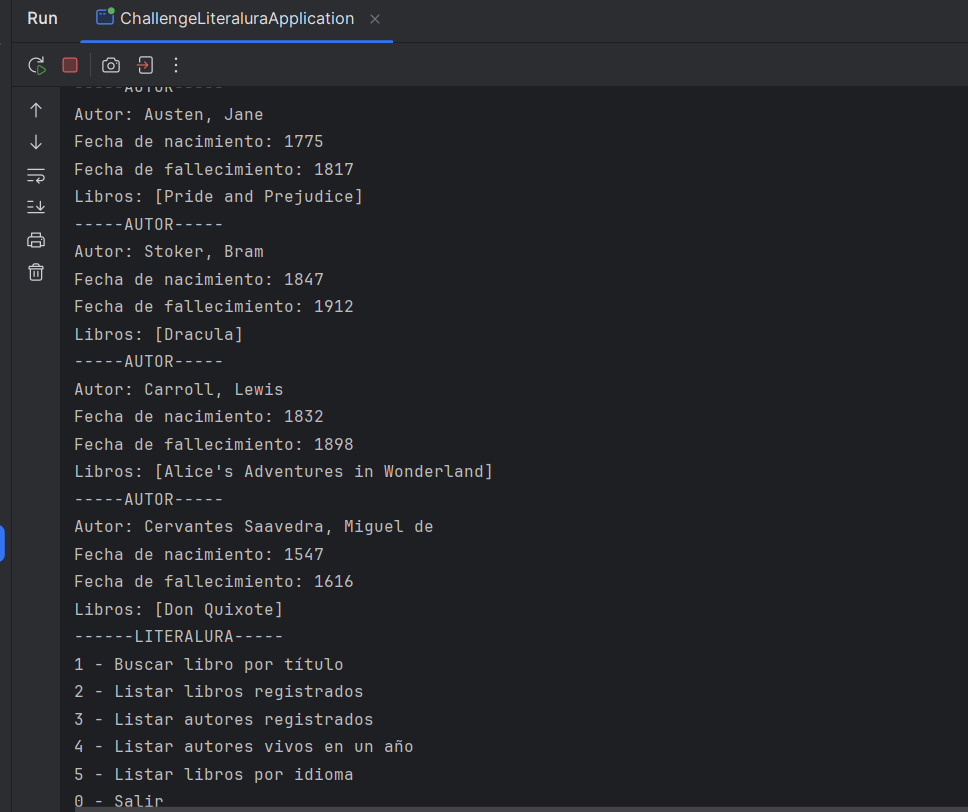 Run ChallengeLiteraluraApplication
-----AUTOR-----
Autor: Austen, Jane
Fecha de nacimiento: 1775
Fecha de fallecimiento: 1817
Libros: [Pride and Prejudice]
-----AUTOR-----
Autor: Stoker, Bram
Fecha de nacimiento: 1847
Fecha de fallecimiento: 1912
Libros: [Dracula]
-----AUTOR-----
Autor: Carroll, Lewis
Fecha de nacimiento: 1832
Fecha de fallecimiento: 1898
Libros: [Alice's Adventures in Wonderland]
-----AUTOR-----
Autor: Cervantes Saavedra, Miguel de
Fecha de nacimiento: 1547
Fecha de fallecimiento: 1616
Libros: [Don Quixote]
------LITERALURA-----
1 - Buscar libro por título
2 - Listar libros registrados
3 - Listar autores registrados
4 - Listar autores vivos en un año
5 - Listar libros por idioma
0 - Salir